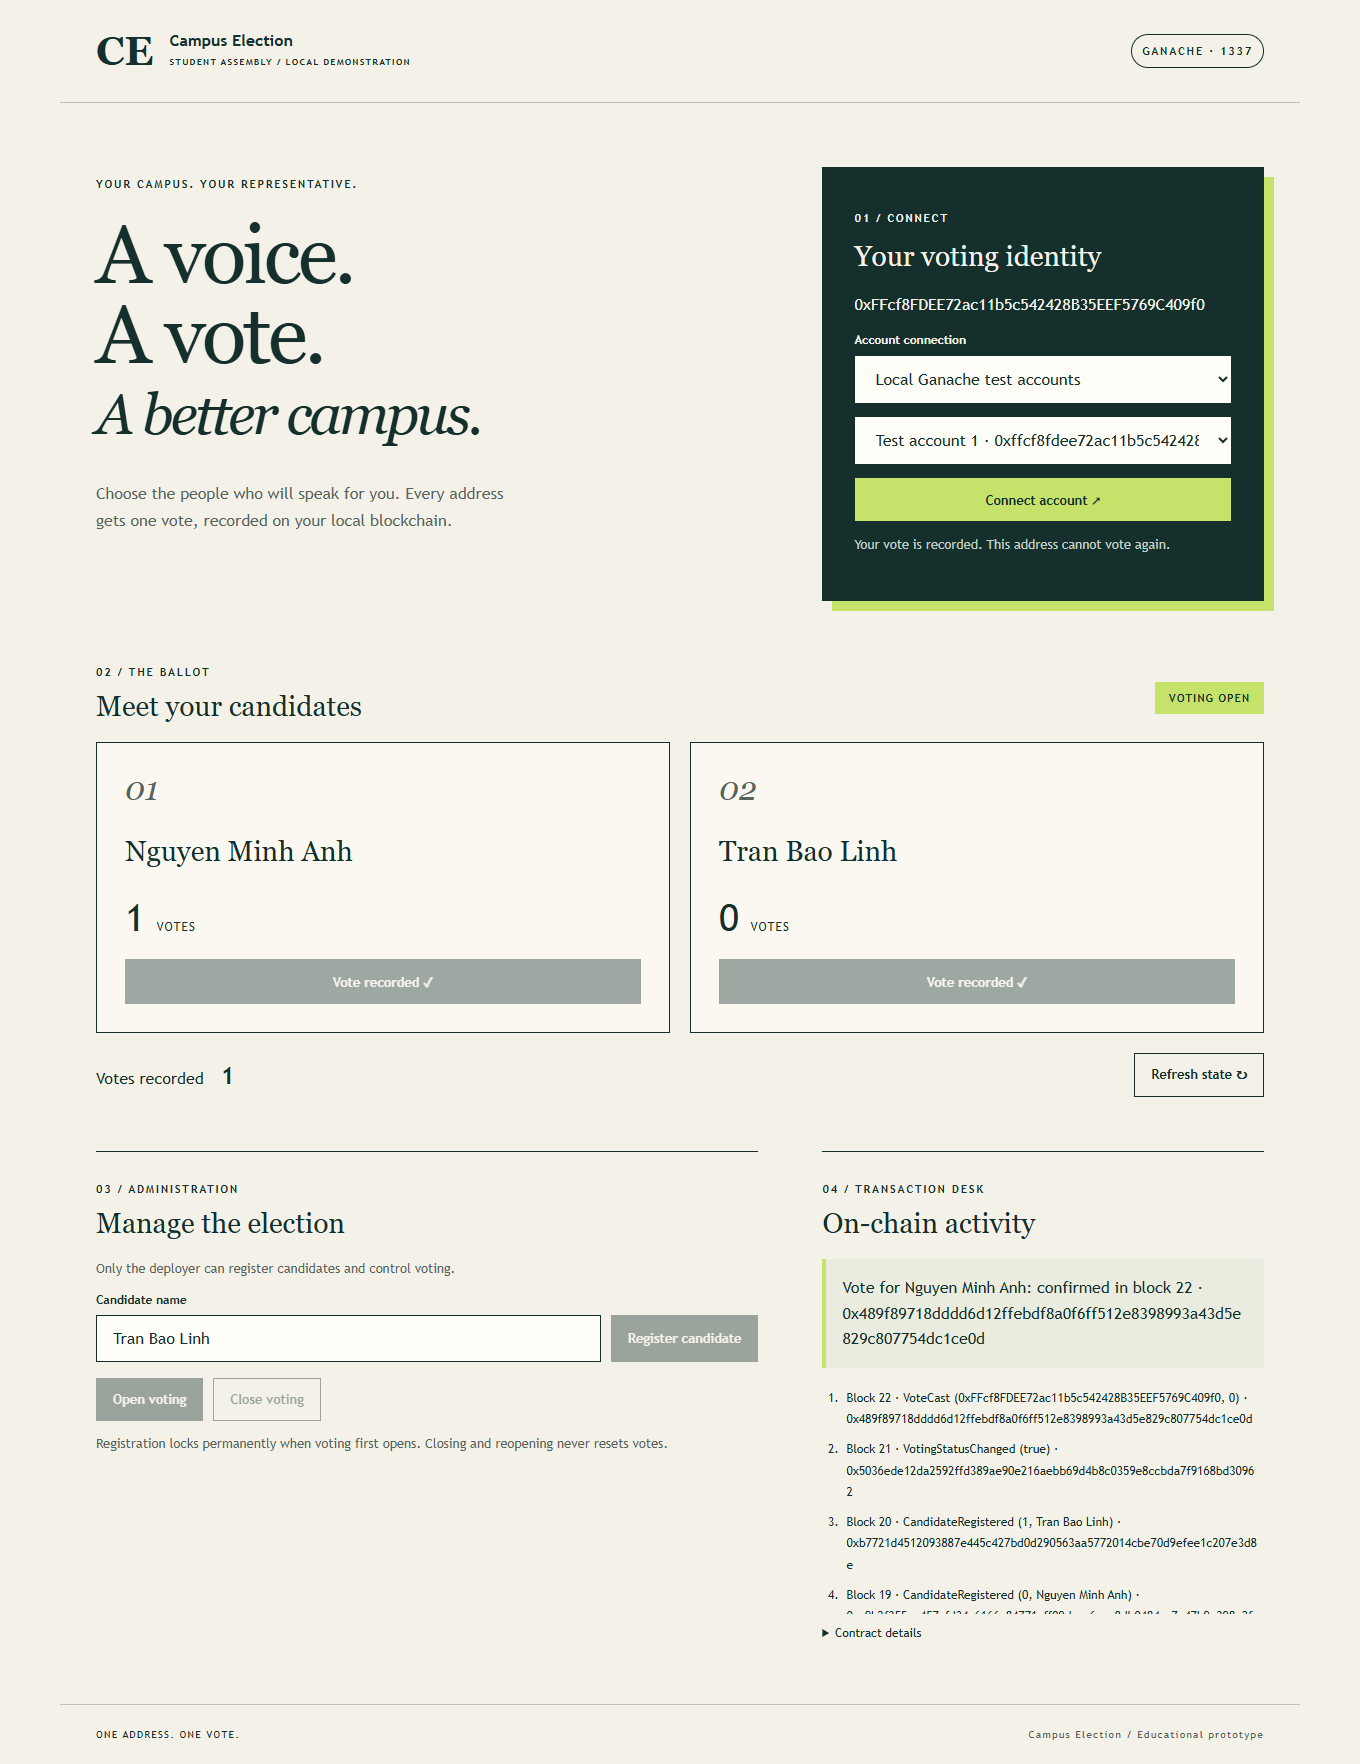 CE
Campus Election
STUDENT ASSEMBLY / LOCAL DEMONSTRATION
GANACHE · 1337
YOUR CAMPUS. YOUR REPRESENTATIVE.
A voice.
A vote.
A better campus.
Choose the people who will speak for you. Every address
gets one vote, recorded on your local blockchain.
01 / CONNECT
Your voting identity
0xFFcf8FDEE72ac11b5c542428B35EEF5769C409f0
Account connection
Local Ganache test accounts
Test account 1 · 0xffcf8fdee72ac11b5c542428
Connect account ↗
Your vote is recorded. This address cannot vote again.
02 / THE BALLOT
Meet your candidates
VOTING OPEN
01
Nguyen Minh Anh
1 VOTES
Vote recorded ✓
02
Tran Bao Linh
0 VOTES
Vote recorded ✓
Votes recorded 1
Refresh state ↻
03 / ADMINISTRATION
Manage the election
Only the deployer can register candidates and control voting.
Candidate name
Tran Bao Linh
Register candidate
Open voting
Close voting
Registration locks permanently when voting first opens. Closing and reopening never resets votes.
04 / TRANSACTION DESK
On-chain activity
Vote for Nguyen Minh Anh: confirmed in block 22 ·
0x489f89718dddd6d12ffebdf8a0f6ff512e8398993a43d5e
829c807754dc1ce0d
1. Block 22 · VoteCast (0xFFcf8FDEE72ac11b5c542428B35EEF5769C409f0, 0) ·
0x489f89718dddd6d12ffebdf8a0f6ff512e8398993a43d5e829c807754dc1ce0d
2. Block 21 · VotingStatusChanged (true) ·
0x5036ede12da2592ffd389ae90e216aebb69d4b8c0359e8ccbda7f9168bd3096
2
3. Block 20 · CandidateRegistered (1, Tran Bao Linh) ·
0xb7721d4512093887e445c427bd0d290563aa5772014cbe70d9efee1c207e3d8
e
4. Block 19 · CandidateRegistered (0, Nguyen Minh Anh) ·
▶ Contract details
ONE ADDRESS. ONE VOTE.
Campus Election / Educational prototype